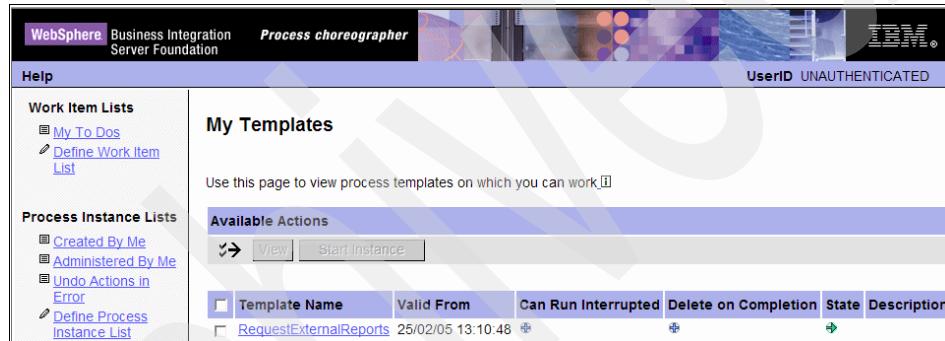 WebSphere Business Integration Server Foundation Process choreographer IBM
Help UserID UNAUTHENTICATED
Work Item Lists
My To Dos
Define Work Item
List
Process Instance Lists
Created By Me
Administered By Me
Undo Actions in
Error
Define Process
Instance List
My Templates
Use this page to view process templates on which you can work
Available Actions
View Start Instance
Template Name Valid From Can Run Interrupted Delete on Completion State Description
RequestExternalReports 25/02/05 13:10:48